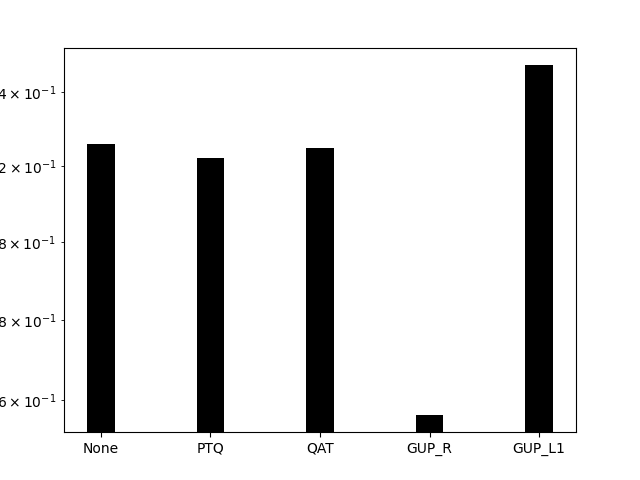 4 × 10⁻¹
2 × 10⁻¹
8 × 10⁻¹
8 × 10⁻¹
6 × 10⁻¹
None PTQ QAT GUP_R GUP_L1